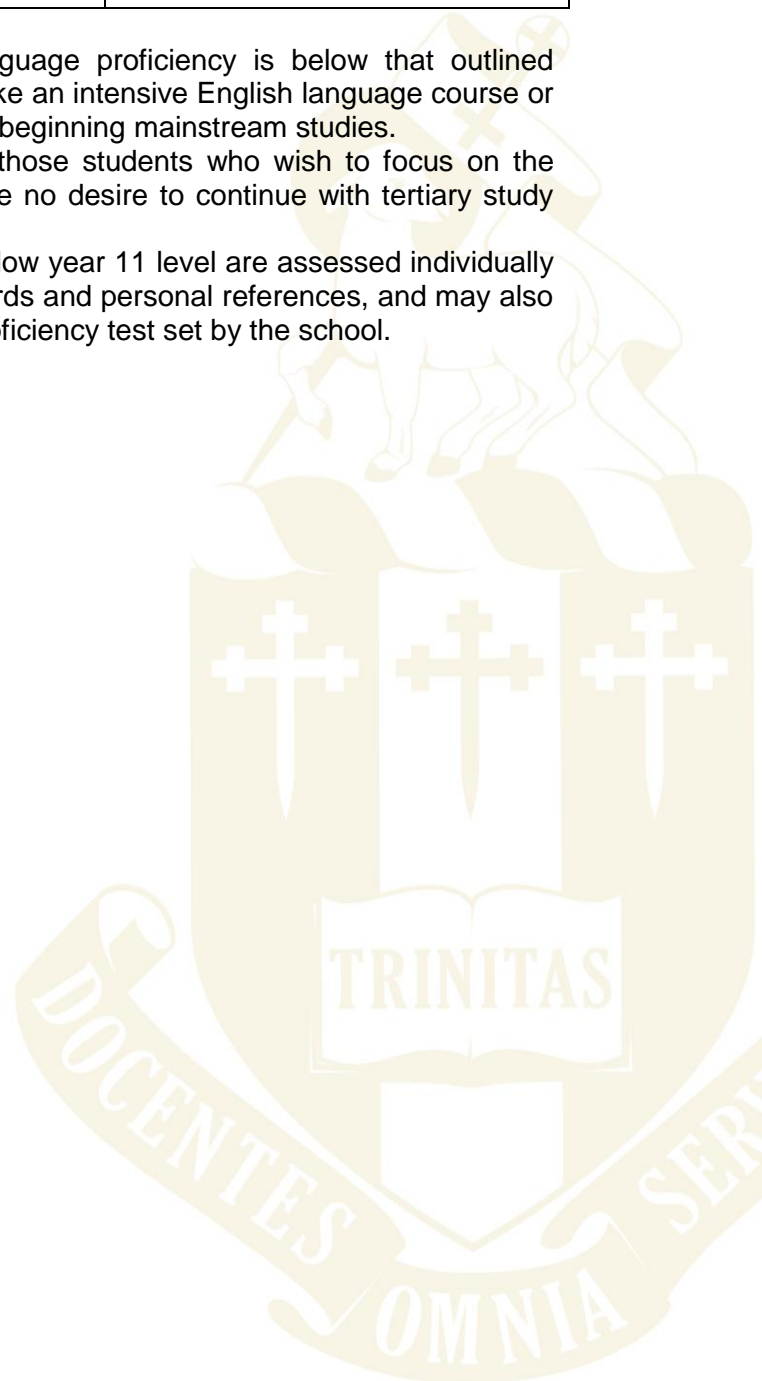 guage proficiency is below that outlined
ke an intensive English language course or
beginning mainstream studies.
those students who wish to focus on the
e no desire to continue with tertiary study
low year 11 level are assessed individually
rds and personal references, and may also
oficiency test set by the school.
TRINITAS
DOCENTES
OMNIA
SERV